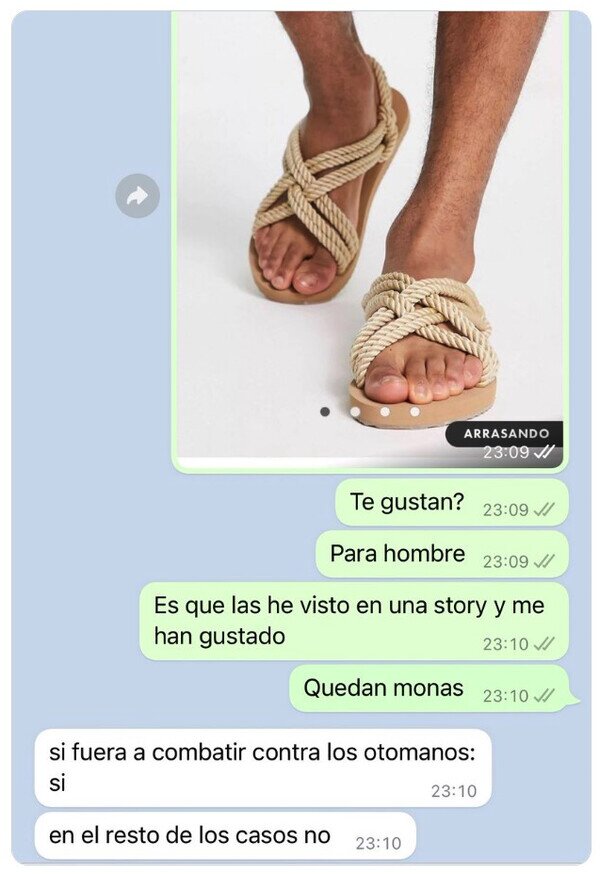 ARRASANDO
23:09
Te gustan? 23:09
Para hombre 23:09
Es que las he visto en una story y me
han gustado 23:10
Quedan monas 23:10
si fuera a combatir contra los otomanos:
si 23:10
en el resto de los casos no 23:10